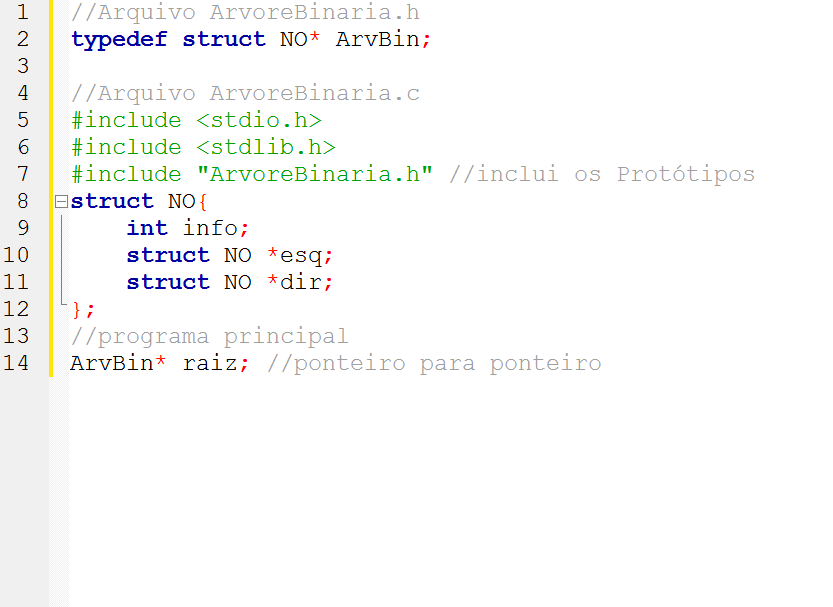 1 //Arquivo ArvoreBinaria.h
2 typedef struct NO* ArvBin;
3
4 //Arquivo ArvoreBinaria.c
5 #include <stdio.h>
6 #include <stdlib.h>
7 #include "ArvoreBinaria.h" //inclui os Protótipos
8 struct NO{
9 int info;
10 struct NO *esq;
11 struct NO *dir;
12 };
13 //programa principal
14 ArvBin* raiz; //ponteiro para ponteiro